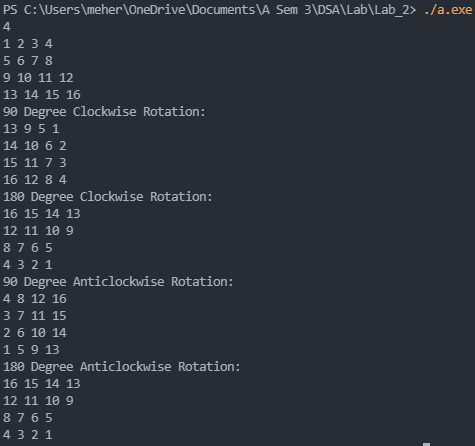 PS C:\Users\meher\OneDrive\Documents\A Sem 3\DSA\Lab\Lab_2> ./a.exe
4
1 2 3 4
5 6 7 8
9 10 11 12
13 14 15 16
90 Degree Clockwise Rotation:
13 9 5 1
14 10 6 2
15 11 7 3
16 12 8 4
180 Degree Clockwise Rotation:
16 15 14 13
12 11 10 9
8 7 6 5
4 3 2 1
90 Degree Anticlockwise Rotation:
4 8 12 16
3 7 11 15
2 6 10 14
1 5 9 13
180 Degree Anticlockwise Rotation:
16 15 14 13
12 11 10 9
8 7 6 5
4 3 2 1